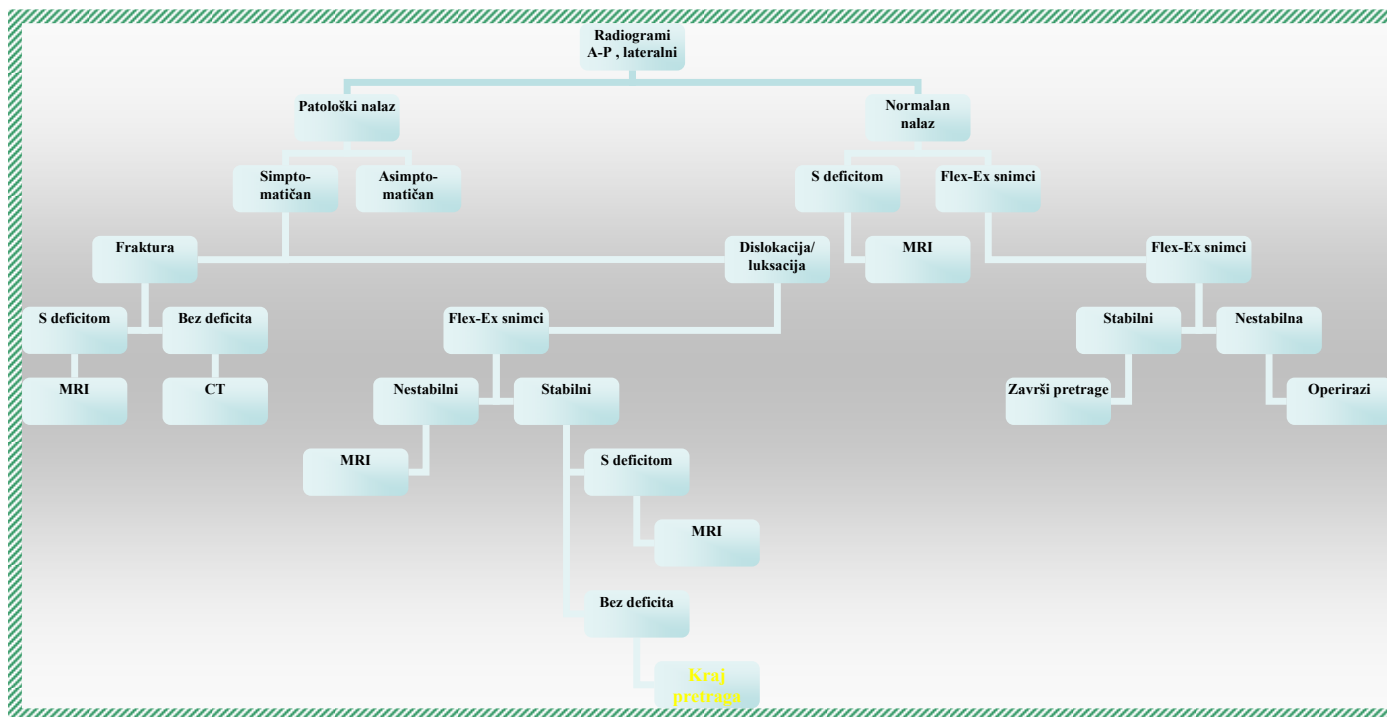 Radiogrami
A-P , lateralni
Patološki nalaz
Normalan
nalaz
Simpto-
matičan
Asimpto-
matičan
S deficitom
Flex-Ex snimci
Fraktura
Dislokacija/
luksacija
MRI
Flex-Ex snimci
S deficitom
Bez deficita
Flex-Ex snimci
Stabilni
Nestabilna
MRI
CT
Nestabilni
Stabilni
Završi pretrage
Operirazi
MRI
S deficitom
MRI
Bez deficita
Kraj
pretraga